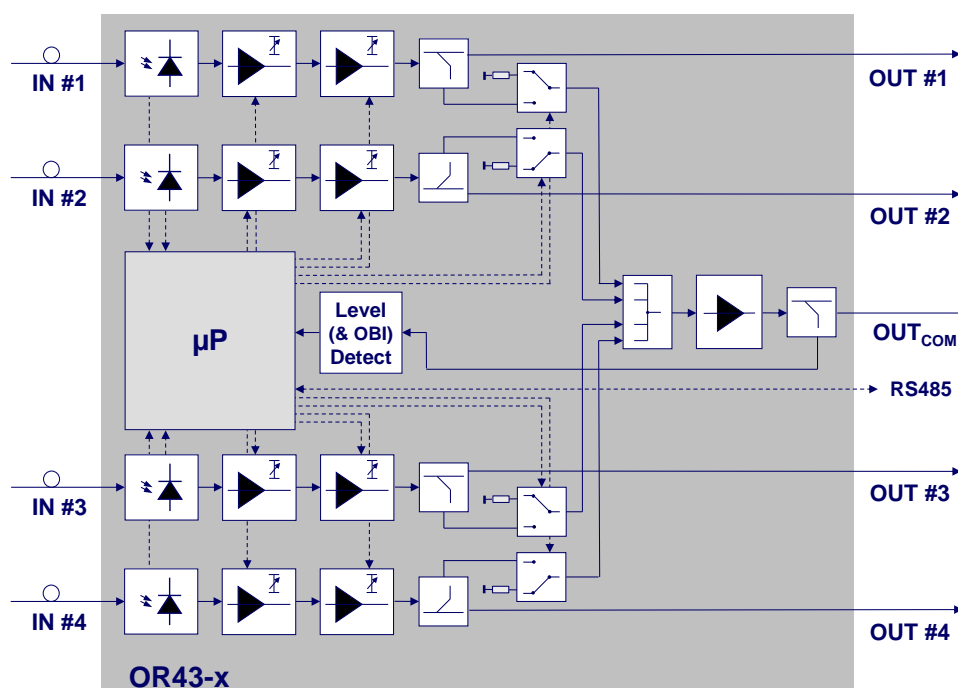 IN #1
OUT #1
IN #2
OUT #2
µP
Level
(& OBI)
Detect
OUTCOM
RS485
IN #3
OUT #3
IN #4
OUT #4
OR43-x